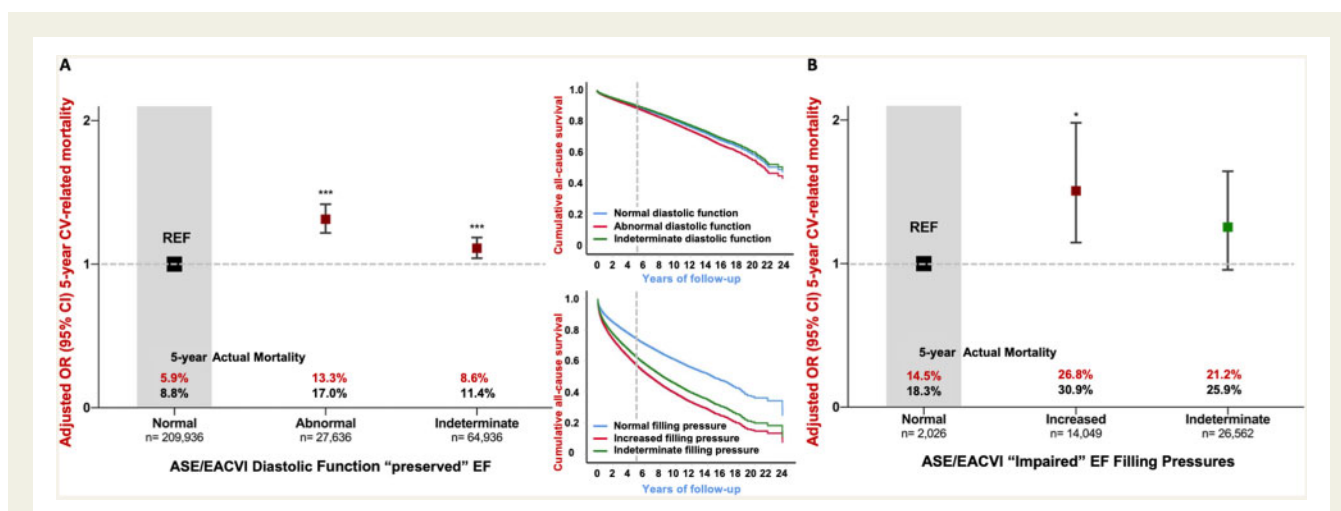 A
Adjusted OR (95% CI) 5-year CV-related mortality
2
1
0
REF
***
***
5-year Actual Mortality
5.9% 13.3% 8.6%
8.8% 17.0% 11.4%
Normal Abnormal Indeterminate
n= 209,936 n= 27,636 n= 64,936
ASE/EACVI Diastolic Function “preserved” EF
Cumulative all-cause survival
1.0
0.8
0.6
0.4
0.2
0
Normal diastolic function
Abnormal diastolic function
Indeterminate diastolic function
0 2 4 6 8 10 12 14 16 18 20 22 24
Years of follow-up
Cumulative all-cause survival
1.0
0.8
0.6
0.4
0.2
0
Normal filling pressure
Increased filling pressure
Indeterminate filling pressure
0 2 4 6 8 10 12 14 16 18 20 22 24
Years of follow-up
B
Adjusted OR (95% CI) 5-year CV-related mortality
2
1
0
REF
*
5-year Actual Mortality
14.5% 26.8% 21.2%
18.3% 30.9% 25.9%
Normal Increased Indeterminate
n= 2,026 n= 14,049 n= 26,562
ASE/EACVI “Impaired” EF Filling Pressures